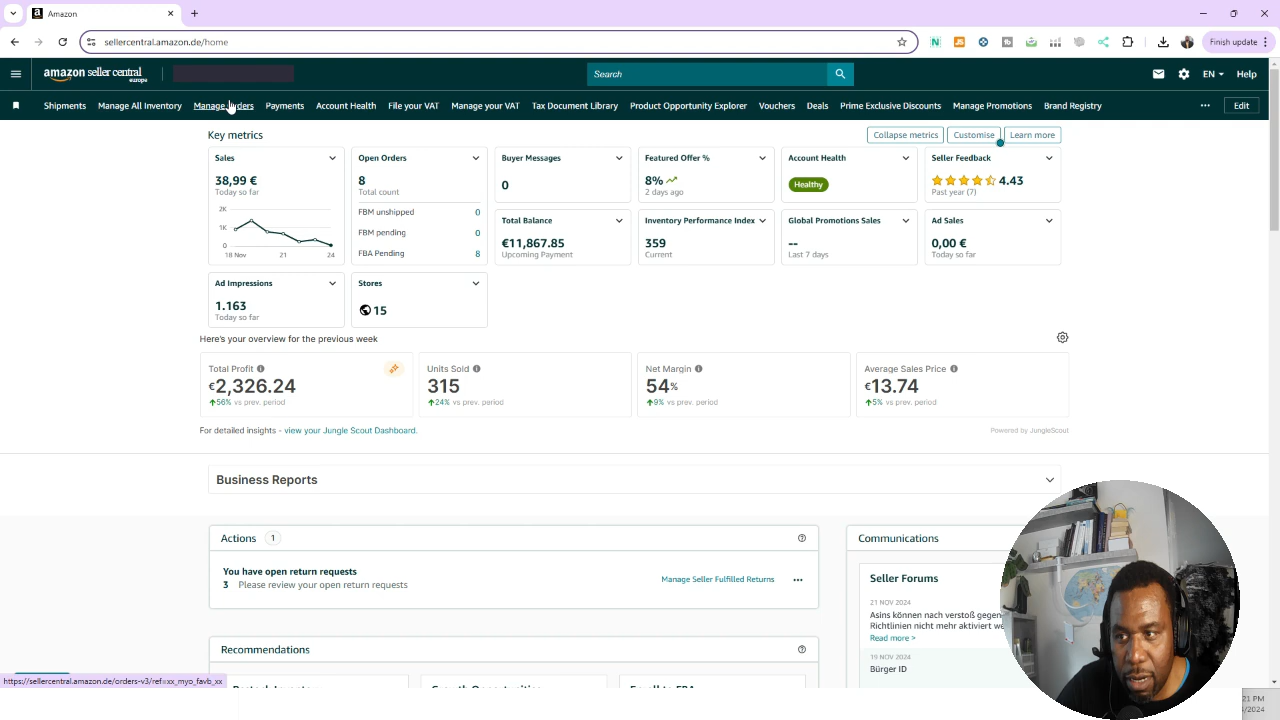 Amazon
sellercentral.amazon.de/home
Finish update
amazon seller central
europe
Search
EN
Help
Shipments Manage All Inventory Manage Orders Payments Account Health File your VAT Manage your VAT Tax Document Library Product Opportunity Explorer Vouchers Deals Prime Exclusive Discounts Manage Promotions Brand Registry
Edit
Key metrics
Collapse metrics Customise Learn more
Sales
38,99 €
Today so far
2K
1K
0
18 Nov 21 24
Open Orders
8
Total count
FBM unshipped 0
FBM pending 0
FBA Pending 8
Buyer Messages
0
Featured Offer %
8%
2 days ago
Account Health
Healthy
Seller Feedback
4.43
Past year (7)
Total Balance
€11,867.85
Upcoming Payment
Inventory Performance Index
359
Current
Global Promotions Sales
--
Last 7 days
Ad Sales
0,00 €
Today so far
Ad Impressions
1.163
Today so far
Stores
15
Here's your overview for the previous week
Total Profit
€2,326.24
56% vs prev. period
Units Sold
315
24% vs prev. period
Net Margin
54%
9% vs prev. period
Average Sales Price
€13.74
5% vs prev. period
For detailed insights - view your Jungle Scout Dashboard.
Powered by JungleScout
Business Reports
Actions 1
You have open return requests
3 Please review your open return requests
Manage Seller Fulfilled Returns
Communications
Seller Forums
21 NOV 2024
Asins können nach verstoß gegen
Richtlinien nicht mehr aktiviert we
Read more >
19 NOV 2024
Bürger ID
Recommendations
https://sellercentral.amazon.de/orders-v3/ref=xx_myo_favb_xx
21 PM
/2024